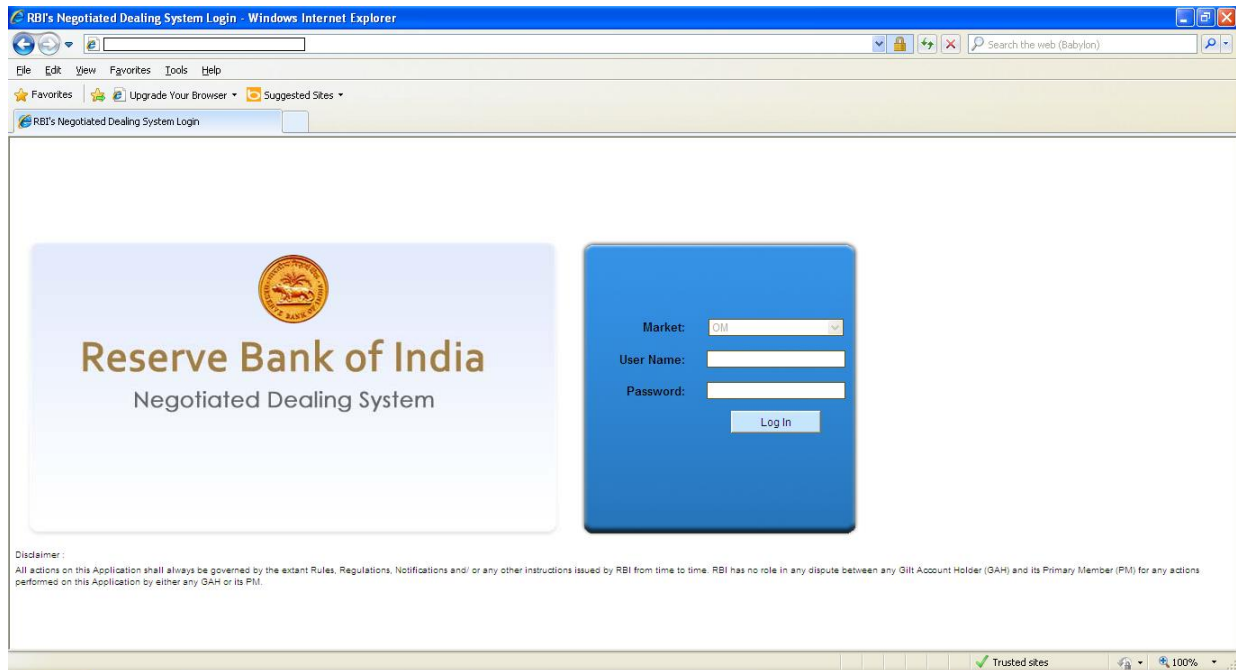 RBI's Negotiated Dealing System Login - Windows Internet Explorer
Search the web (Babylon)
File Edit View Favorites Tools Help
Favorites Upgrade Your Browser Suggested Sites
RBI's Negotiated Dealing System Login
Reserve Bank of India
Negotiated Dealing System
Market: OM
User Name:
Password:
Log In
Disclaimer :
All actions on this Application shall always be governed by the extant Rules, Regulations, Notifications and/ or any other instructions issued by RBI from time to time. RBI has no role in any dispute between any Gilt Account Holder (GAH) and its Primary Member (PM) for any actions
performed on this Application by either any GAH or its PM.
Trusted sites 100%